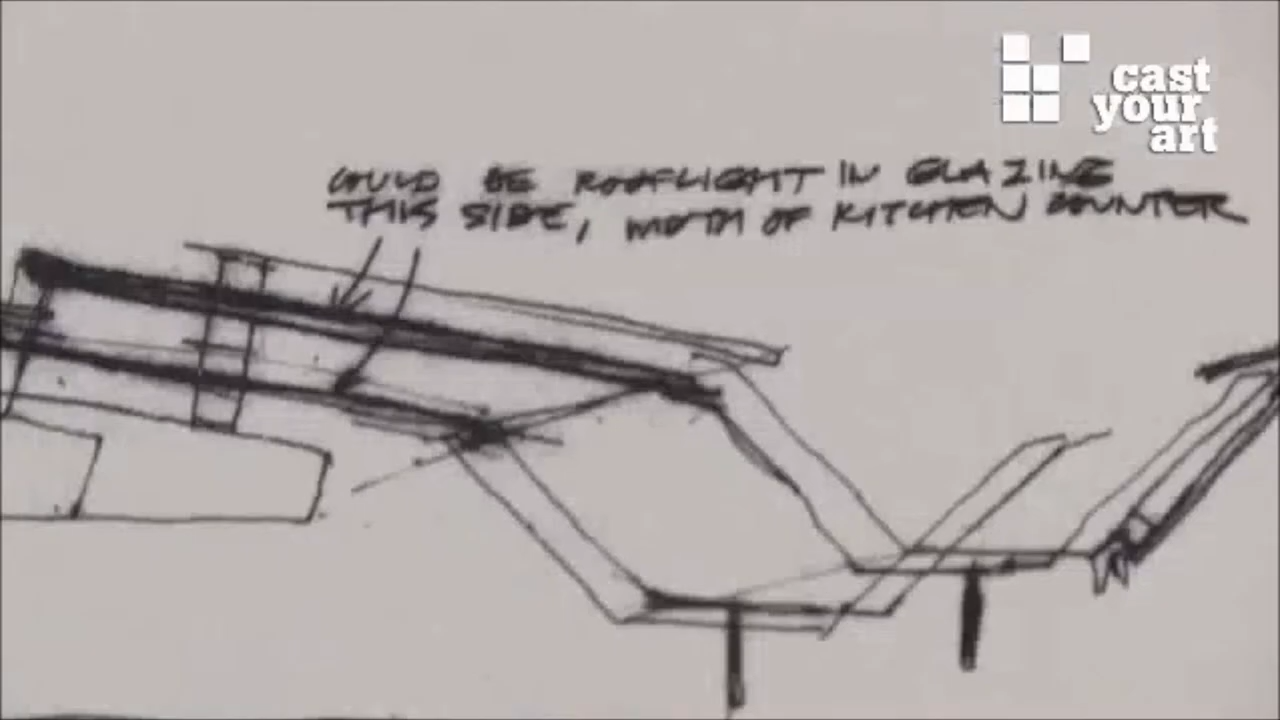 cast
your
art
COULD BE ROOFLIGHT IN GLAZING
THIS SIDE, WIDTH OF KITCHEN COUNTER